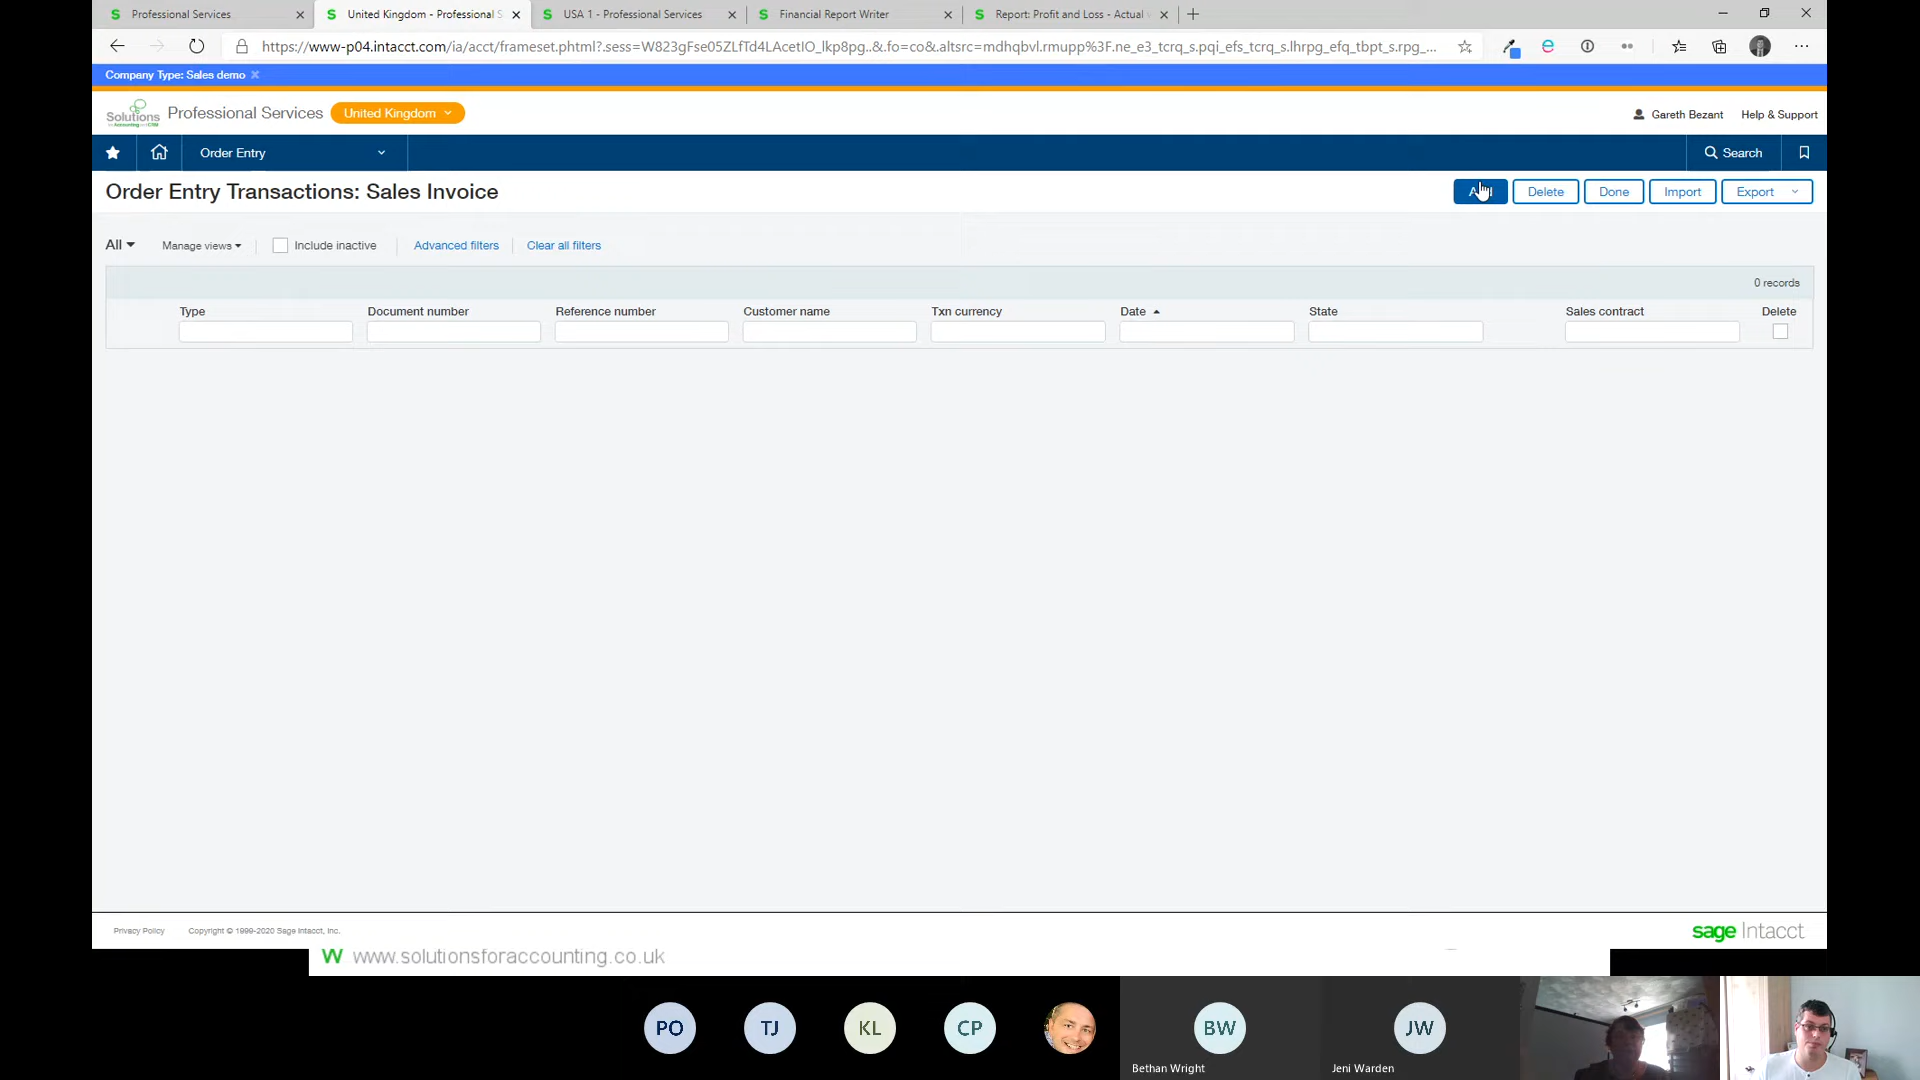 Professional Services
United Kingdom - Professional S
USA 1 - Professional Services
Financial Report Writer
Report: Profit and Loss - Actual
https://www-p04.intacct.com/ia/acct/frameset.phtml?.sess=W823gFse05ZLfTd4LAcetIO_lkp8pg..&.fo=co&.altsrc=mdhqbvl.rmupp%3F.ne_e3_tcrq_s.pqi_efs_tcrq_s.lhrpg_efq_tbpt_s.rpg_...
Company Type: Sales demo
Solutions
Professional Services
United Kingdom
Gareth Bezant
Help & Support
Order Entry
Search
Order Entry Transactions: Sales Invoice
Delete
Done
Import
Export
All
Manage views
Include inactive
Advanced filters
Clear all filters
0 records
Type
Document number
Reference number
Customer name
Txn currency
Date
State
Sales contract
Delete
Privacy Policy
Copyright © 1999-2020 Sage Intacct, Inc.
sage Intacct
W www.solutionsforaccounting.co.uk
PO
TJ
KL
CP
BW
JW
Bethan Wright
Jeni Warden